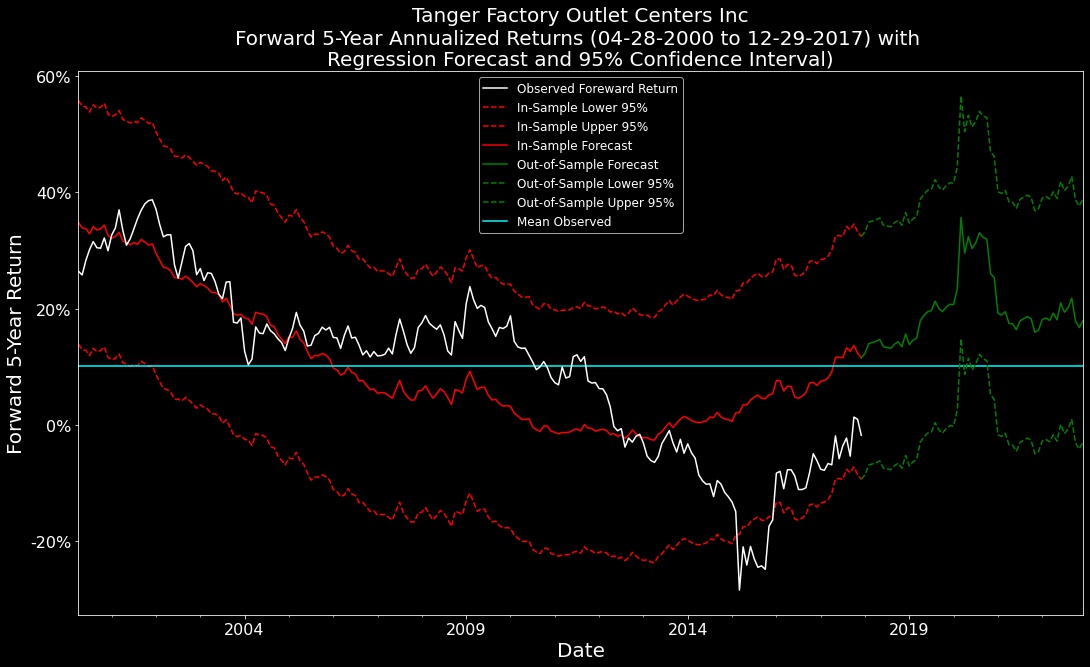 Tanger Factory Outlet Centers Inc
Forward 5-Year Annualized Returns (04-28-2000 to 12-29-2017) with
Regression Forecast and 95% Confidence Interval)
60%
40%
20%
0%
-20%
Forward 5-Year Return
Observed Foreward Return
In-Sample Lower 95%
In-Sample Upper 95%
In-Sample Forecast
Out-of-Sample Forecast
Out-of-Sample Lower 95%
Out-of-Sample Upper 95%
Mean Observed
2004 2009 2014 2019
Date